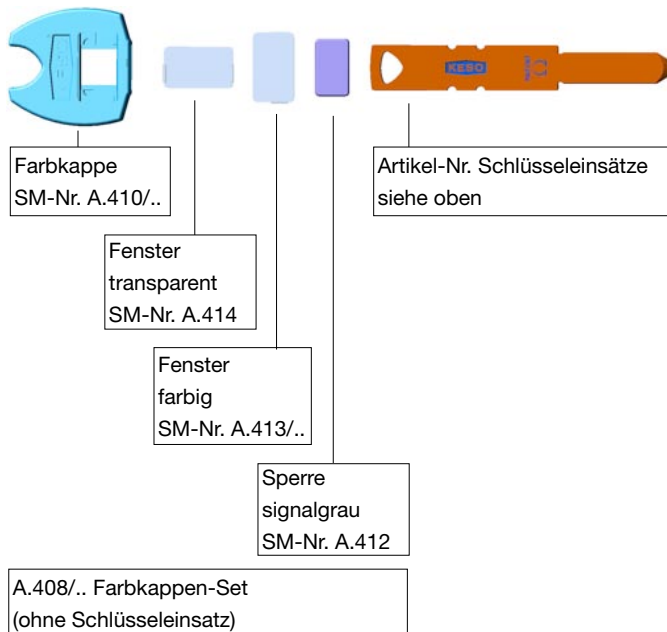 KESO
Farbkappe
SM-Nr. A.410/..
Artikel-Nr. Schlüsseleinsätze
siehe oben
Fenster
transparent
SM-Nr. A.414
Fenster
farbig
SM-Nr. A.413/..
Sperre
signalgrau
SM-Nr. A.412
A.408/.. Farbkappen-Set
(ohne Schlüsseleinsatz)